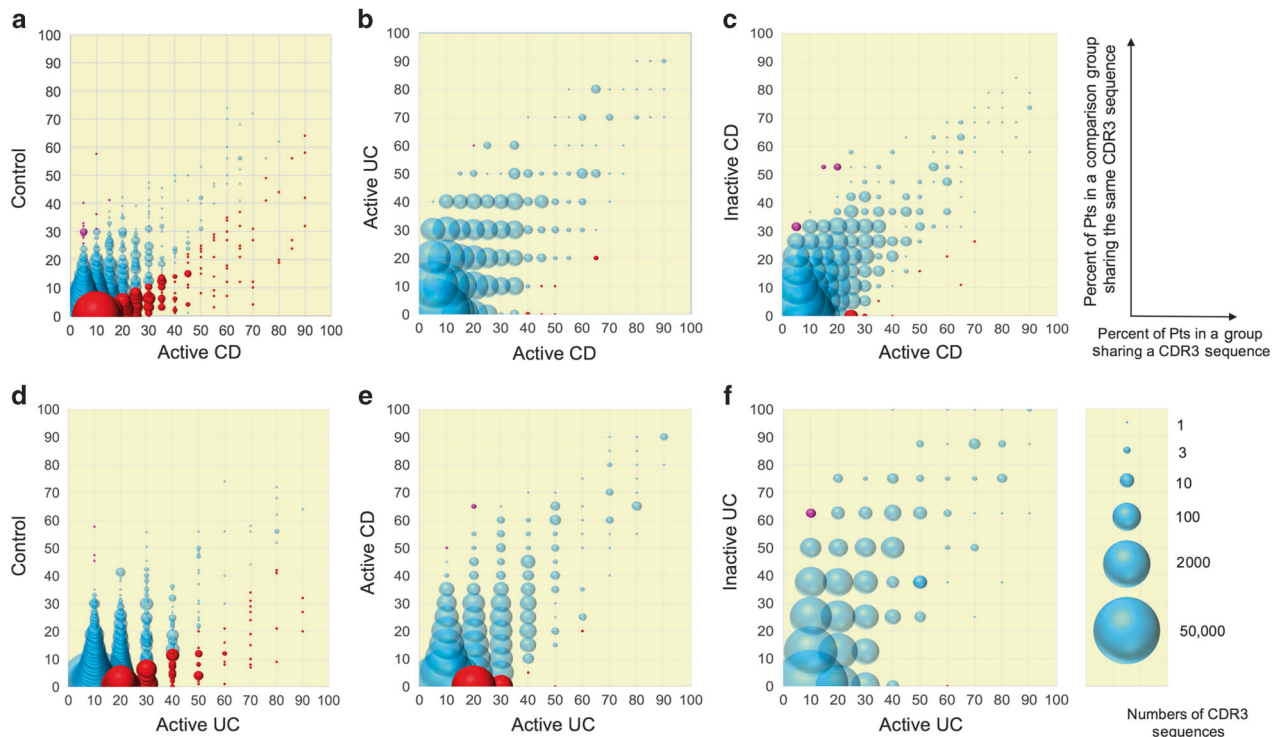 a
100
90
80
70
60
50
40
30
20
10
0
Control
0 10 20 30 40 50 60 70 80 90 100
Active CD
b
100
90
80
70
60
50
40
30
20
10
0
Active UC
0 10 20 30 40 50 60 70 80 90 100
Active CD
c
100
90
80
70
60
50
40
30
20
10
0
Inactive CD
0 10 20 30 40 50 60 70 80 90 100
Active CD
Percent of Pts in a comparison group
sharing the same CDR3 sequence
Percent of Pts in a group
sharing a CDR3 sequence
d
100
90
80
70
60
50
40
30
20
10
0
Control
0 10 20 30 40 50 60 70 80 90 100
Active UC
e
100
90
80
70
60
50
40
30
20
10
0
Active CD
0 10 20 30 40 50 60 70 80 90 100
Active UC
f
100
90
80
70
60
50
40
30
20
10
0
Inactive UC
0 10 20 30 40 50 60 70 80 90 100
Active UC
1
3
10
100
2000
50,000
Numbers of CDR3
sequences